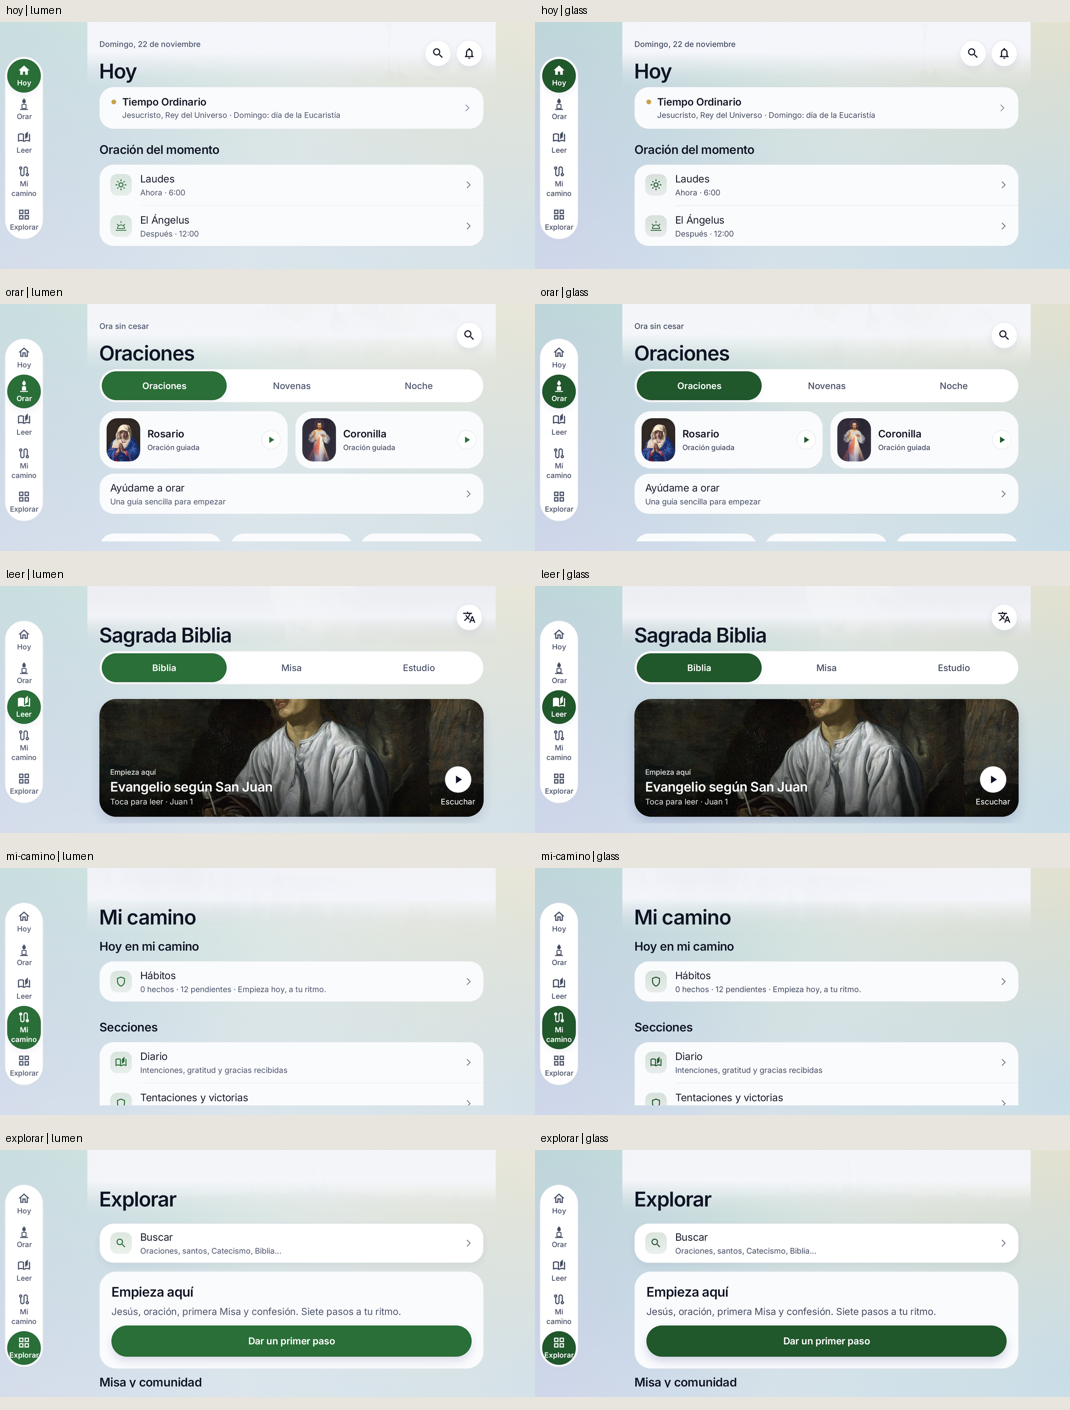 hoy | lumen
Domingo, 22 de noviembre
Hoy
Tiempo Ordinario
Jesucristo, Rey del Universo · Domingo: día de la Eucaristía
Oración del momento
Laudes
Ahora · 6:00
El Ángelus
Después · 12:00
Hoy
Orar
Leer
Mi
camino
Explorar
hoy | glass
Domingo, 22 de noviembre
Hoy
Tiempo Ordinario
Jesucristo, Rey del Universo · Domingo: día de la Eucaristía
Oración del momento
Laudes
Ahora · 6:00
El Ángelus
Después · 12:00
Hoy
Orar
Leer
Mi
camino
Explorar
orar | lumen
Ora sin cesar
Oraciones
Oraciones Novenas Noche
Rosario
Oración guiada
Coronilla
Oración guiada
Ayúdame a orar
Una guía sencilla para empezar
Hoy
Orar
Leer
Mi
camino
Explorar
orar | glass
Ora sin cesar
Oraciones
Oraciones Novenas Noche
Rosario
Oración guiada
Coronilla
Oración guiada
Ayúdame a orar
Una guía sencilla para empezar
Hoy
Orar
Leer
Mi
camino
Explorar
leer | lumen
Sagrada Biblia
Biblia Misa Estudio
Empieza aquí
Evangelio según San Juan
Toca para leer · Juan 1
Escuchar
Hoy
Orar
Leer
Mi
camino
Explorar
leer | glass
Sagrada Biblia
Biblia Misa Estudio
Empieza aquí
Evangelio según San Juan
Toca para leer · Juan 1
Escuchar
Hoy
Orar
Leer
Mi
camino
Explorar
mi-camino | lumen
Mi camino
Hoy en mi camino
Hábitos
0 hechos · 12 pendientes · Empieza hoy, a tu ritmo.
Secciones
Diario
Intenciones, gratitud y gracias recibidas
Tentaciones y victorias
Hoy
Orar
Leer
Mi
camino
Explorar
mi-camino | glass
Mi camino
Hoy en mi camino
Hábitos
0 hechos · 12 pendientes · Empieza hoy, a tu ritmo.
Secciones
Diario
Intenciones, gratitud y gracias recibidas
Tentaciones y victorias
Hoy
Orar
Leer
Mi
camino
Explorar
explorar | lumen
Explorar
Buscar
Oraciones, santos, Catecismo, Biblia...
Empieza aquí
Jesús, oración, primera Misa y confesión. Siete pasos a tu ritmo.
Dar un primer paso
Misa y comunidad
Hoy
Orar
Leer
Mi
camino
Explorar
explorar | glass
Explorar
Buscar
Oraciones, santos, Catecismo, Biblia...
Empieza aquí
Jesús, oración, primera Misa y confesión. Siete pasos a tu ritmo.
Dar un primer paso
Misa y comunidad
Hoy
Orar
Leer
Mi
camino
Explorar